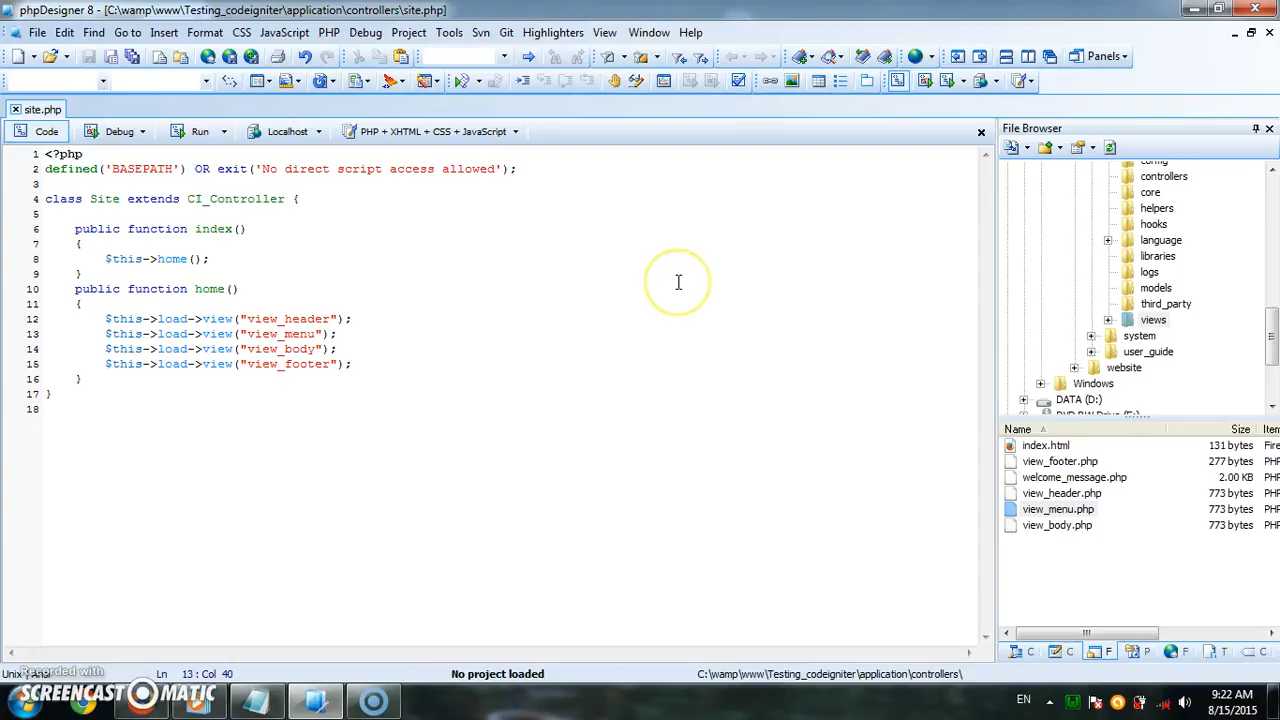 phpDesigner 8 - [C:\wamp\www\Testing_codeigniter\application\controllers\site.php]
File Edit Find Go to Insert Format CSS JavaScript PHP Debug Project Tools Svn Git Highlighters View Window Help
Panels
site.php
Code Debug Run Localhost PHP + XHTML + CSS + JavaScript
1 <?php
2 defined('BASEPATH') OR exit('No direct script access allowed');
3
4 class Site extends CI_Controller {
5
6 public function index()
7 {
8 $this->home();
9 }
10 public function home()
11 {
12 $this->load->view("view_header");
13 $this->load->view("view_menu");
14 $this->load->view("view_body");
15 $this->load->view("view_footer");
16 }
17 }
18
File Browser
config
controllers
core
helpers
hooks
language
libraries
logs
models
third_party
views
system
user_guide
website
Windows
DATA (D:)
Name Size
index.html 131 bytes Fire
view_footer.php 277 bytes PHP
welcome_message.php 2.00 KB PHP
view_header.php 773 bytes PHP
view_menu.php 773 bytes PHP
view_body.php 773 bytes PHP
C C F P F T C
Ln 13 : Col 40 No project loaded C:\wamp\www\Testing_codeigniter\application\controllers\
Recorded with
SCREENCAST MATIC
EN
9:22 AM
8/15/2015